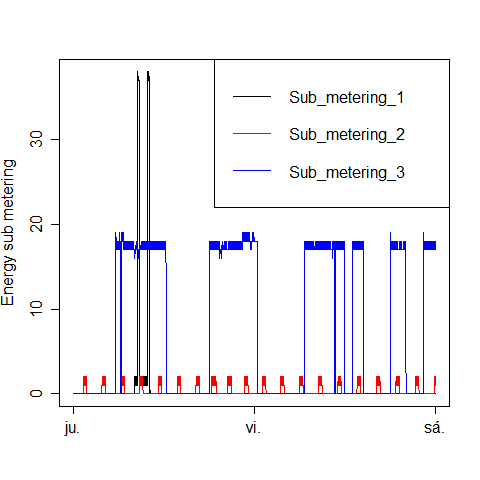 Sub_metering_1
Sub_metering_2
Sub_metering_3
Energy sub metering
30
20
10
0
ju.
vi.
sá.